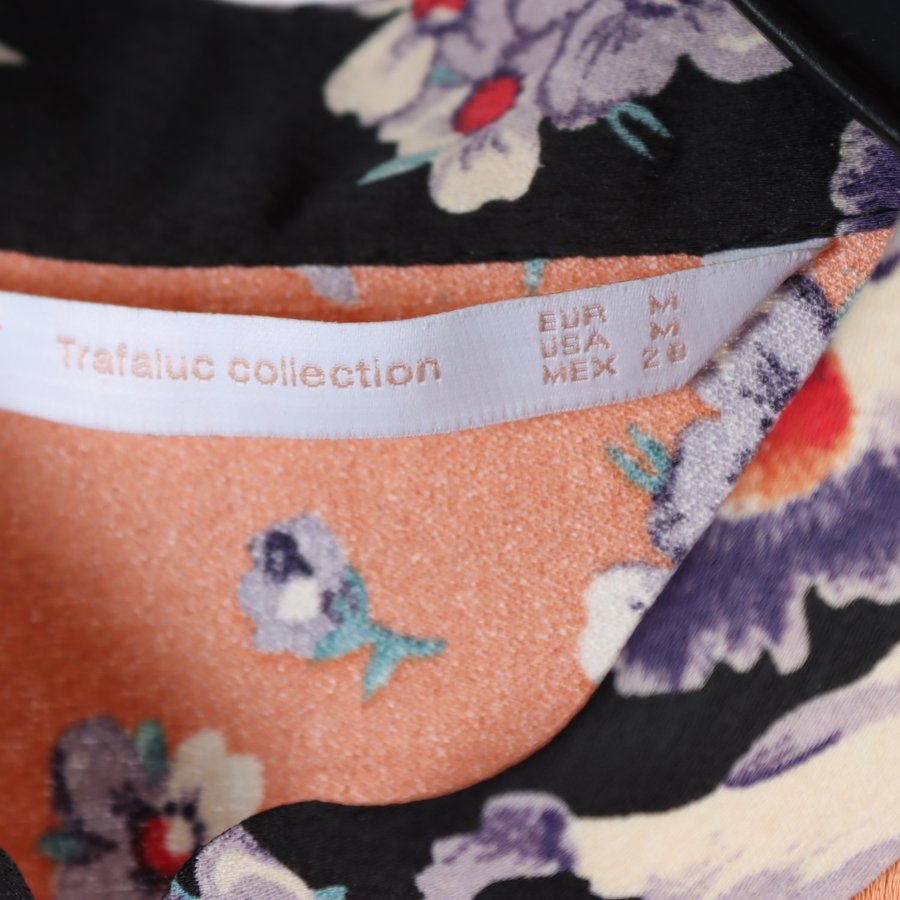 Trafaluc collection
EUR M
USA M
MEX 28